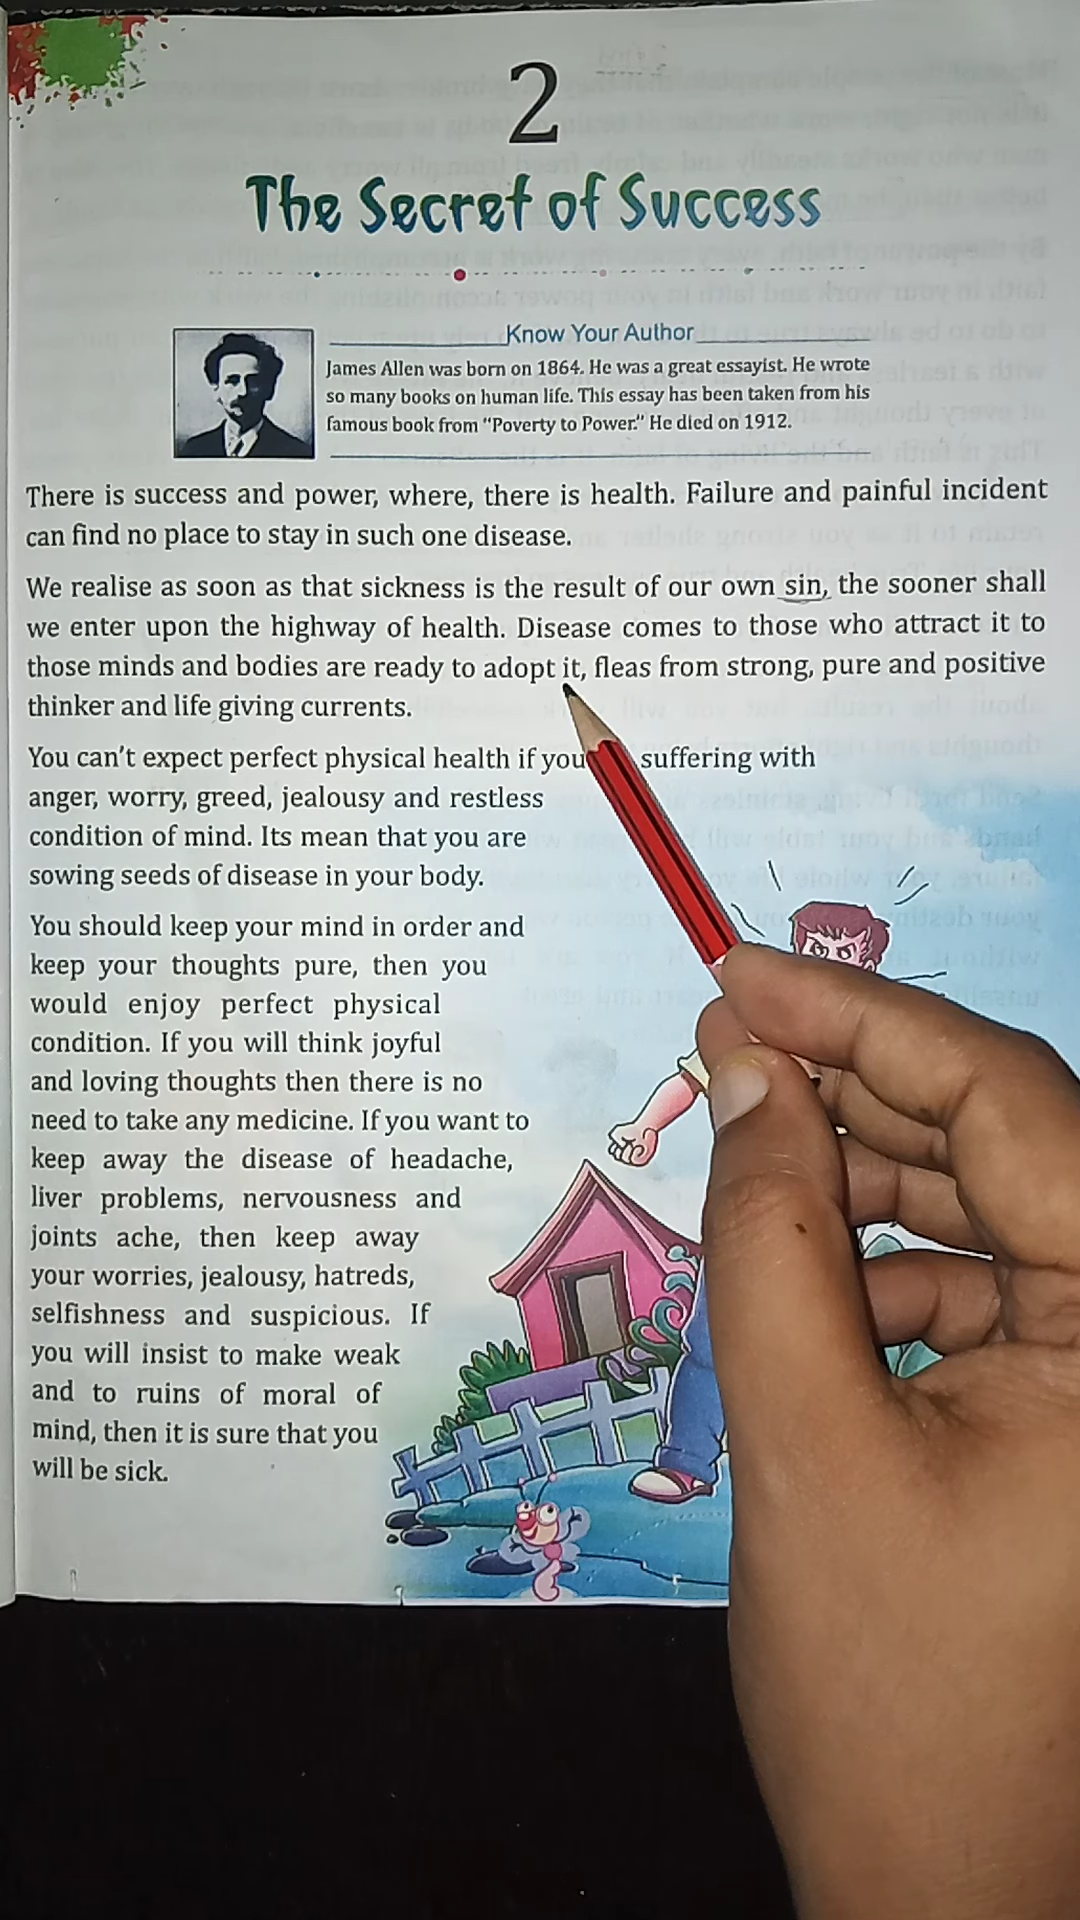 2
The Secret of Success
Know Your Author
James Allen was born on 1864. He was a great essayist. He wrote
so many books on human life. This essay has been taken from his
famous book from "Poverty to Power." He died on 1912.
There is success and power, where, there is health. Failure and painful incident
can find no place to stay in such one disease.
We realise as soon as that sickness is the result of our own sin, the sooner shall
we enter upon the highway of health. Disease comes to those who attract it to
those minds and bodies are ready to adopt it, fleas from strong, pure and positive
thinker and life giving currents.
You can't expect perfect physical health if you suffering with
anger, worry, greed, jealousy and restless
condition of mind. Its mean that you are
sowing seeds of disease in your body.
You should keep your mind in order and
keep your thoughts pure, then you
would enjoy perfect physical
condition. If you will think joyful
and loving thoughts then there is no
need to take any medicine. If you want to
keep away the disease of headache,
liver problems, nervousness and
joints ache, then keep away
your worries, jealousy, hatreds,
selfishness and suspicious. If
you will insist to make weak
and to ruins of moral of
mind, then it is sure that you
will be sick.